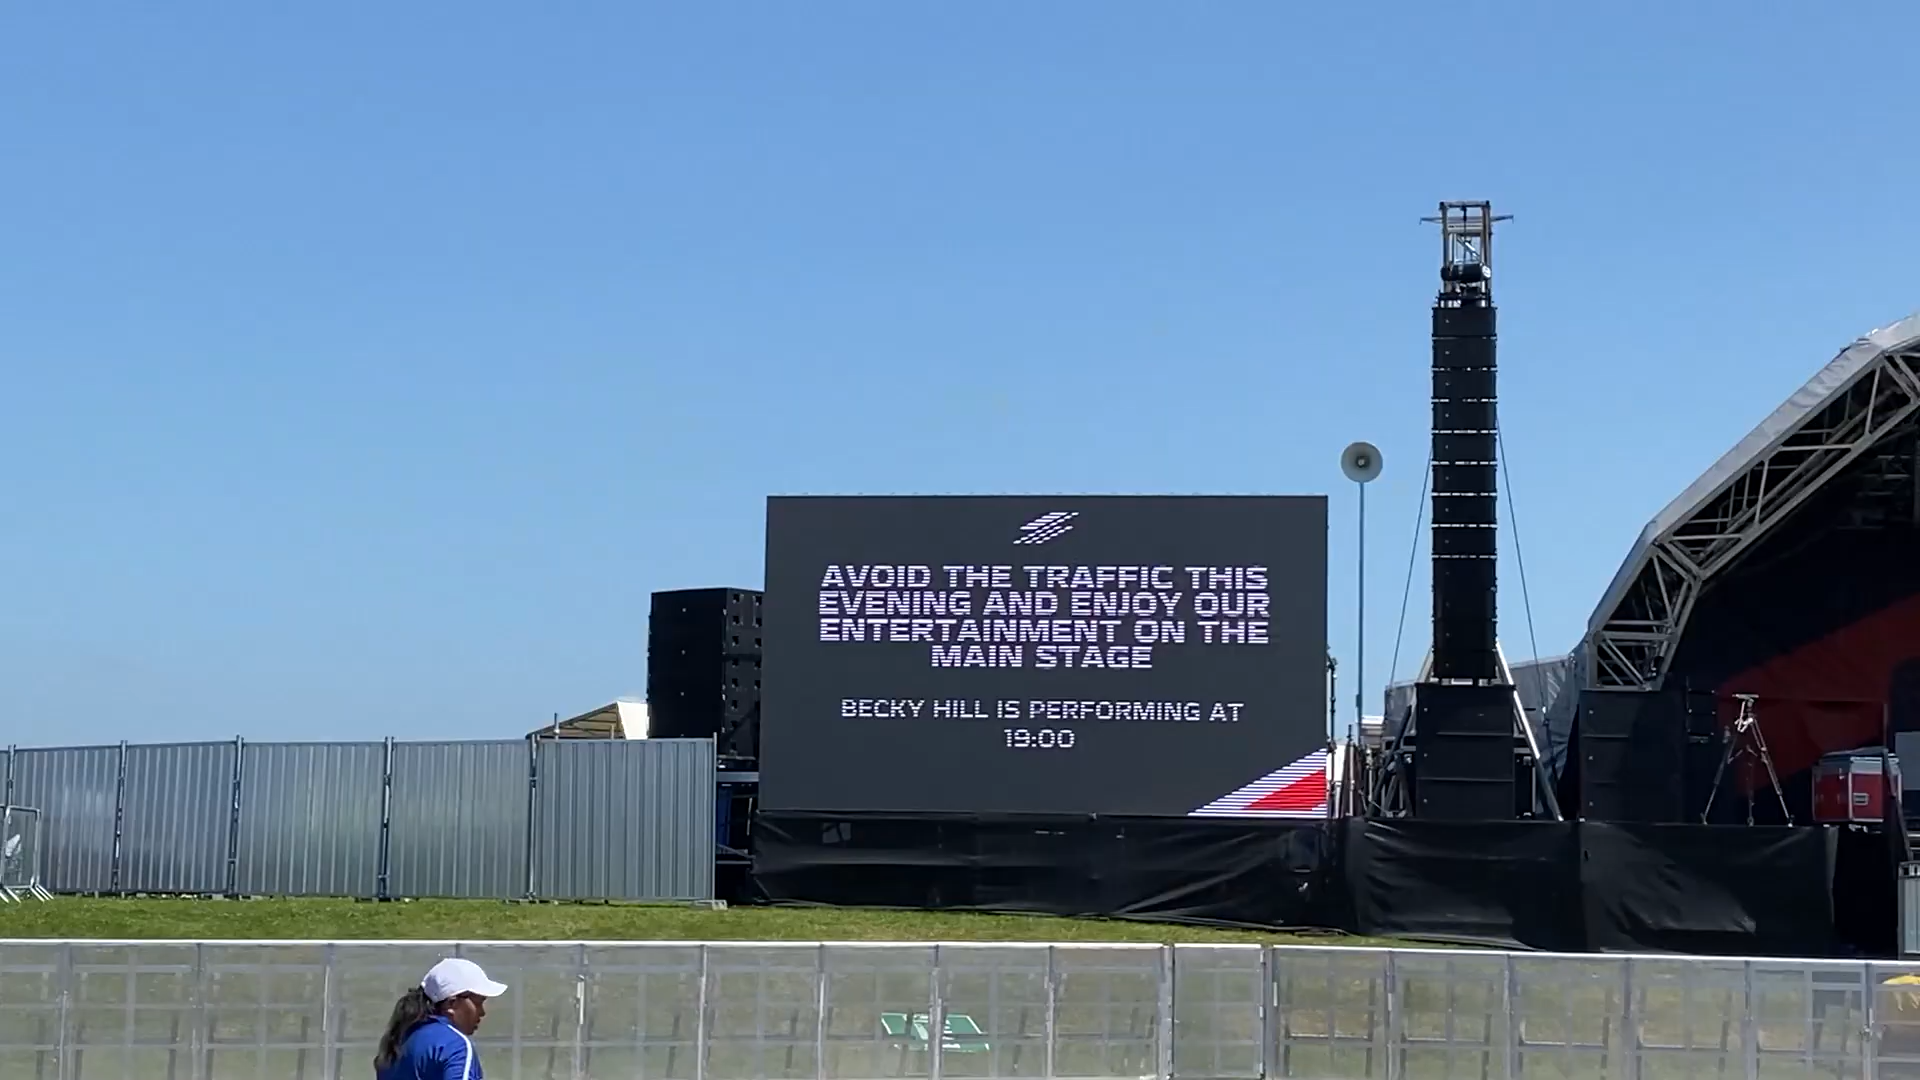 AVOID THE TRAFFIC THIS
EVENING AND ENJOY OUR
ENTERTAINMENT ON THE
MAIN STAGE
BECKY HILL IS PERFORMING AT
19:00